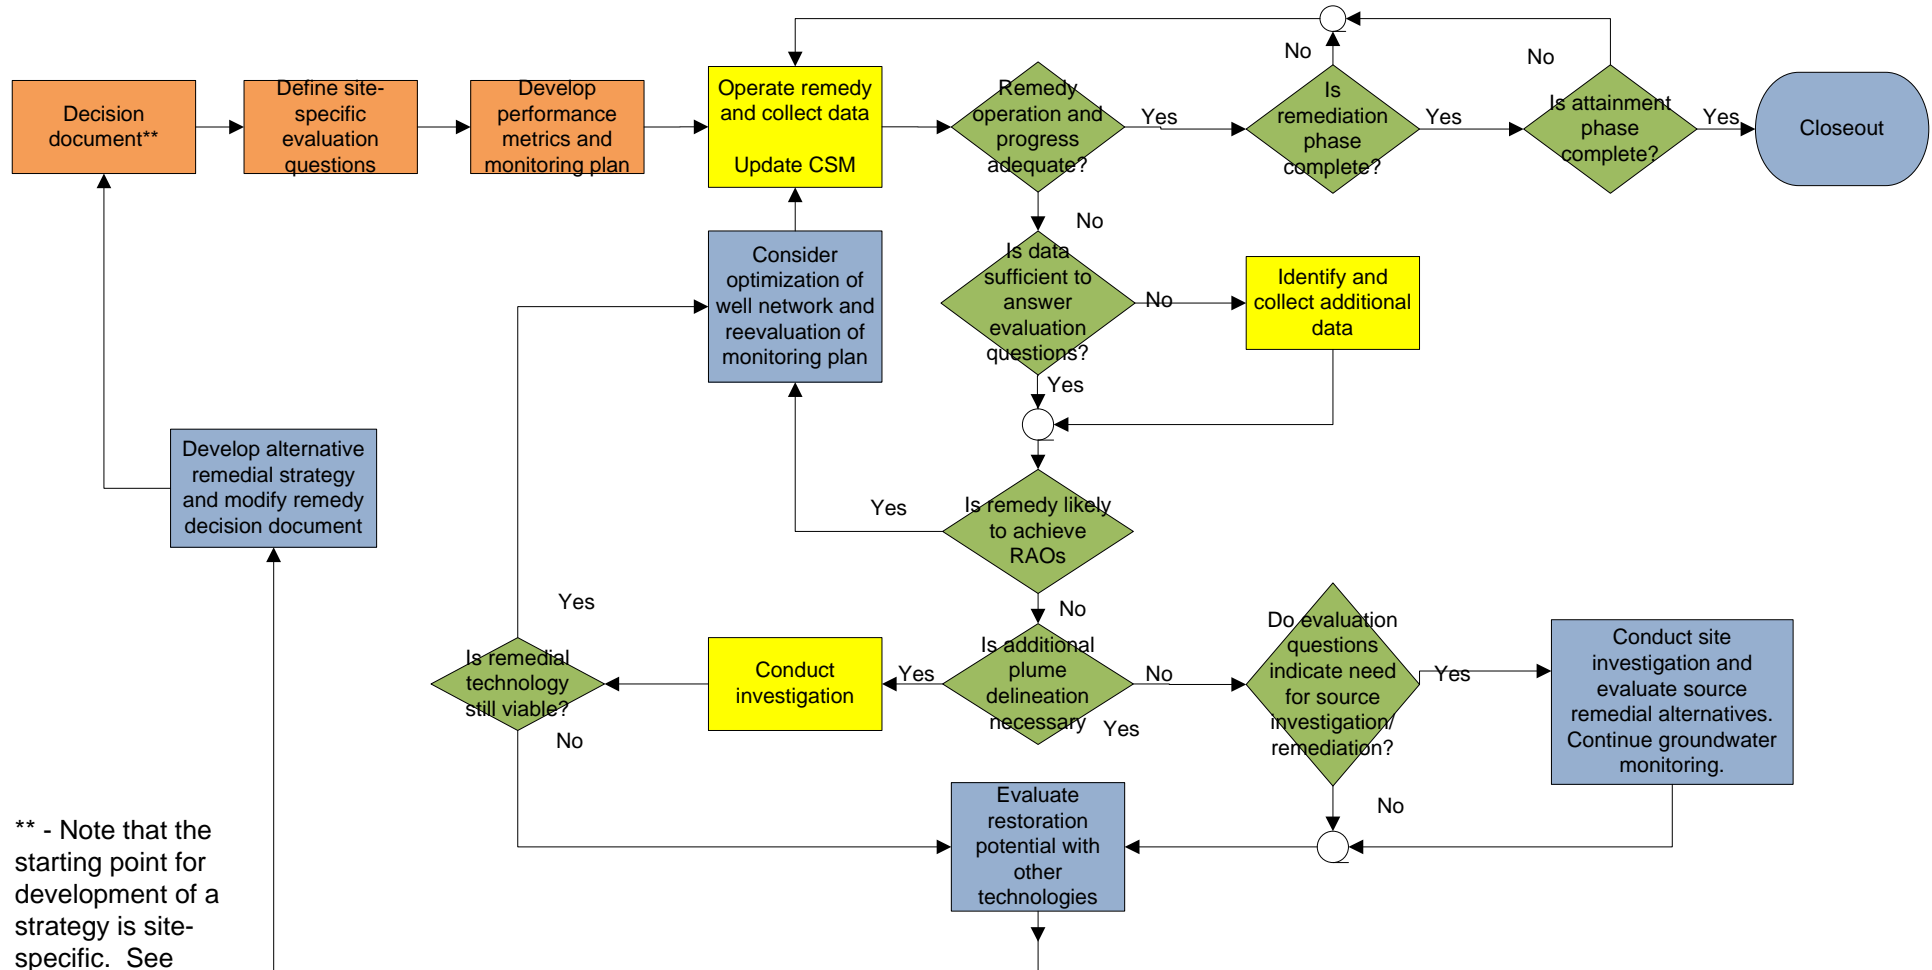 No
No
Decision
document**
Define site-
specific
evaluation
questions
Develop
performance
metrics and
monitoring plan
Operate remedy
and collect data
Update CSM
Remedy
operation and
progress
adequate?
Yes
Is
remediation
phase
complete?
Yes
Is attainment
phase
complete?
Yes
Closeout
No
Consider
optimization of
well network and
reevaluation of
monitoring plan
Is data
sufficient to
answer
evaluation
questions?
No
Identify and
collect additional
data
Yes
Develop alternative
remedial strategy
and modify remedy
decision document
Yes
Is remedy likely
to achieve
RAOs
No
Yes
Is remedial
technology
still viable?
No
Conduct
investigation
Yes
Is additional
plume
delineation
necessary
No
Yes
Do evaluation
questions
indicate need
for source
investigation/
remediation?
Yes
No
Conduct site
investigation and
evaluate source
remedial alternatives.
Continue groundwater
monitoring.
Evaluate
restoration
potential with
other
technologies
** - Note that the
starting point for
development of a
strategy is site-
specific.  See